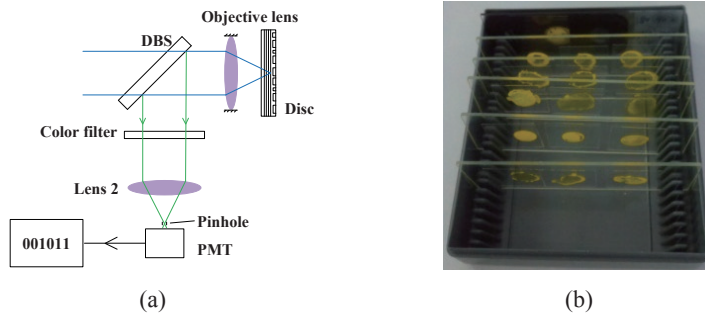 Objective lens
DBS
Disc
Color filter
Lens 2
Pinhole
001011
PMT
(a)
(b)